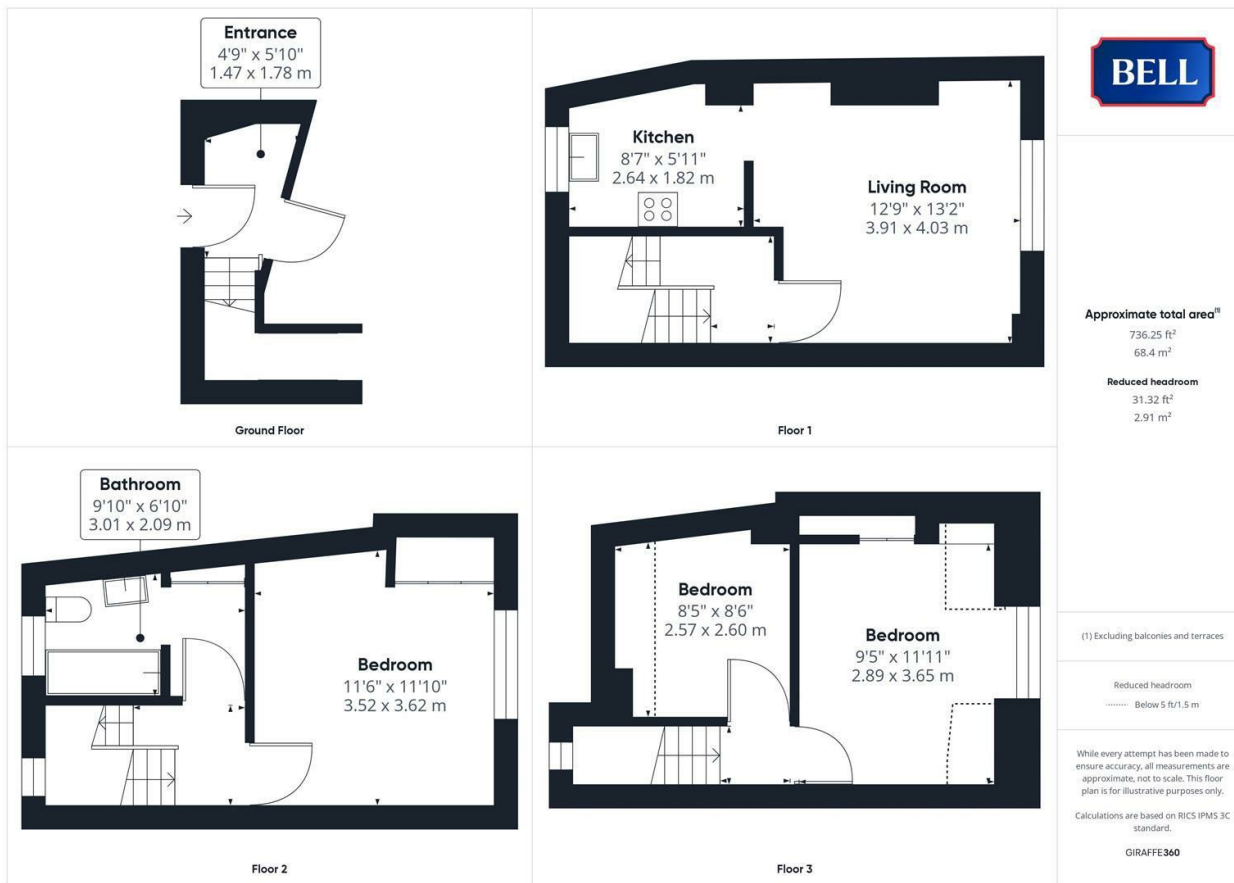 Entrance
4'9" x 5'10"
1.47 x 1.78 m
Ground Floor
Kitchen
8'7" x 5'11"
2.64 x 1.82 m
Living Room
12'9" x 13'2"
3.91 x 4.03 m
Floor 1
Bathroom
9'10" x 6'10"
3.01 x 2.09 m
Bedroom
11'6" x 11'10"
3.52 x 3.62 m
Floor 2
Bedroom
8'5" x 8'6"
2.57 x 2.60 m
Bedroom
9'5" x 11'11"
2.89 x 3.65 m
Floor 3
BELL
Approximate total area(1)
736.25 ft²
68.4 m²
Reduced headroom
31.32 ft²
2.91 m²
(1) Excluding balconies and terraces
Reduced headroom
Below 5 ft/1.5 m
While every attempt has been made to
ensure accuracy, all measurements are
approximate, not to scale. This floor
plan is for illustrative purposes only.
Calculations are based on RICS IPMS 3C
standard.
GIRAFFE360